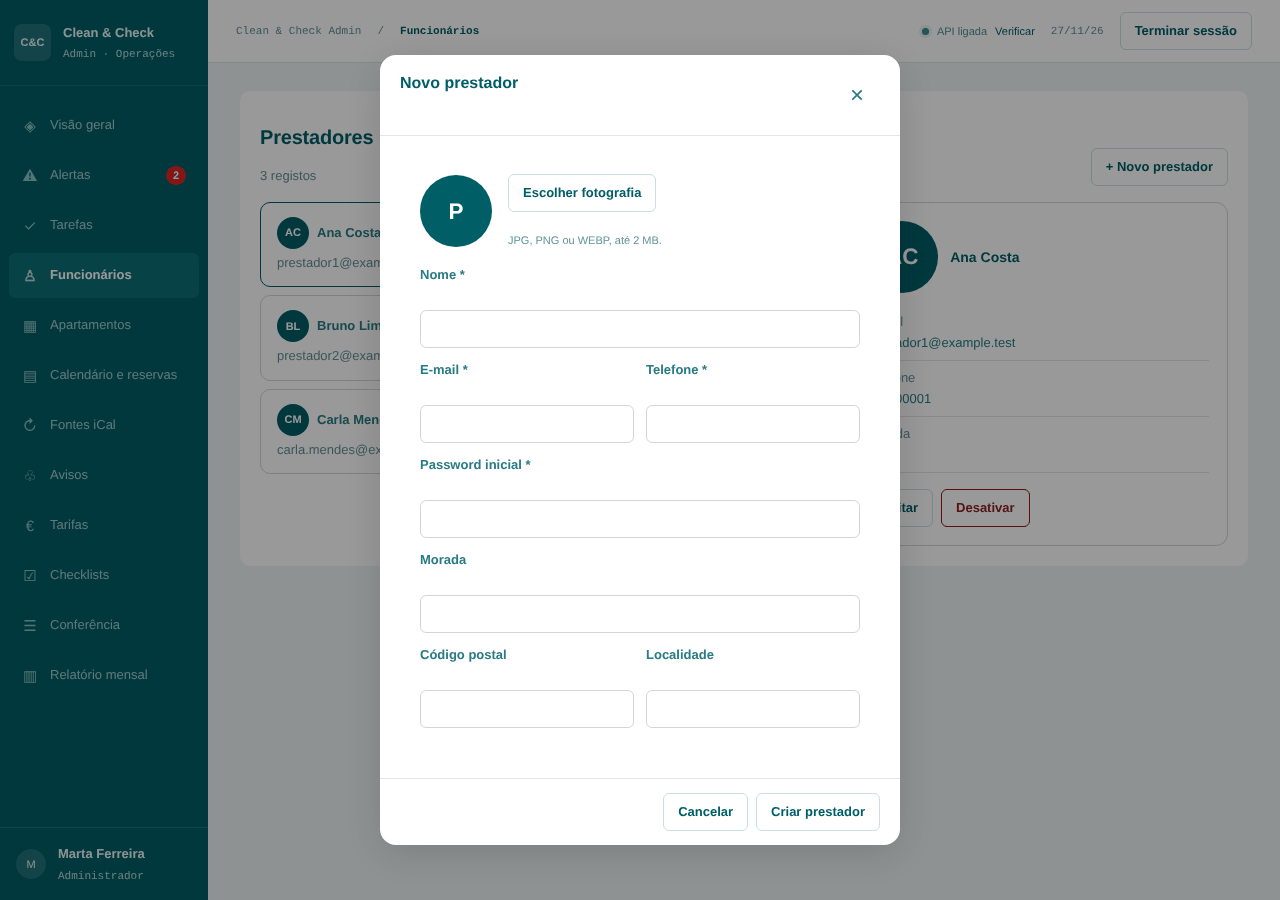 C&C
Clean & Check
Admin · Operações
Visão geral
Alertas
2
Tarefas
Funcionários
Apartamentos
Calendário e reservas
Fontes iCal
Avisos
€ Tarifas
Checklists
Conferência
Relatório mensal
M
Marta Ferreira
Administrador
Clean & Check Admin / Funcionários
API ligada Verificar
27/11/26
Terminar sessão
Prestadores
3 registos
+ Novo prestador
AC Ana Costa
prestador1@exam
BL Bruno Lim
prestador2@exam
CM Carla Men
carla.mendes@ex
Ana Costa
ador1@example.test
one
00001
da
itar
Desativar
Novo prestador
×
P
Escolher fotografia
JPG, PNG ou WEBP, até 2 MB.
Nome *
E-mail *
Telefone *
Password inicial *
Morada
Código postal
Localidade
Cancelar
Criar prestador